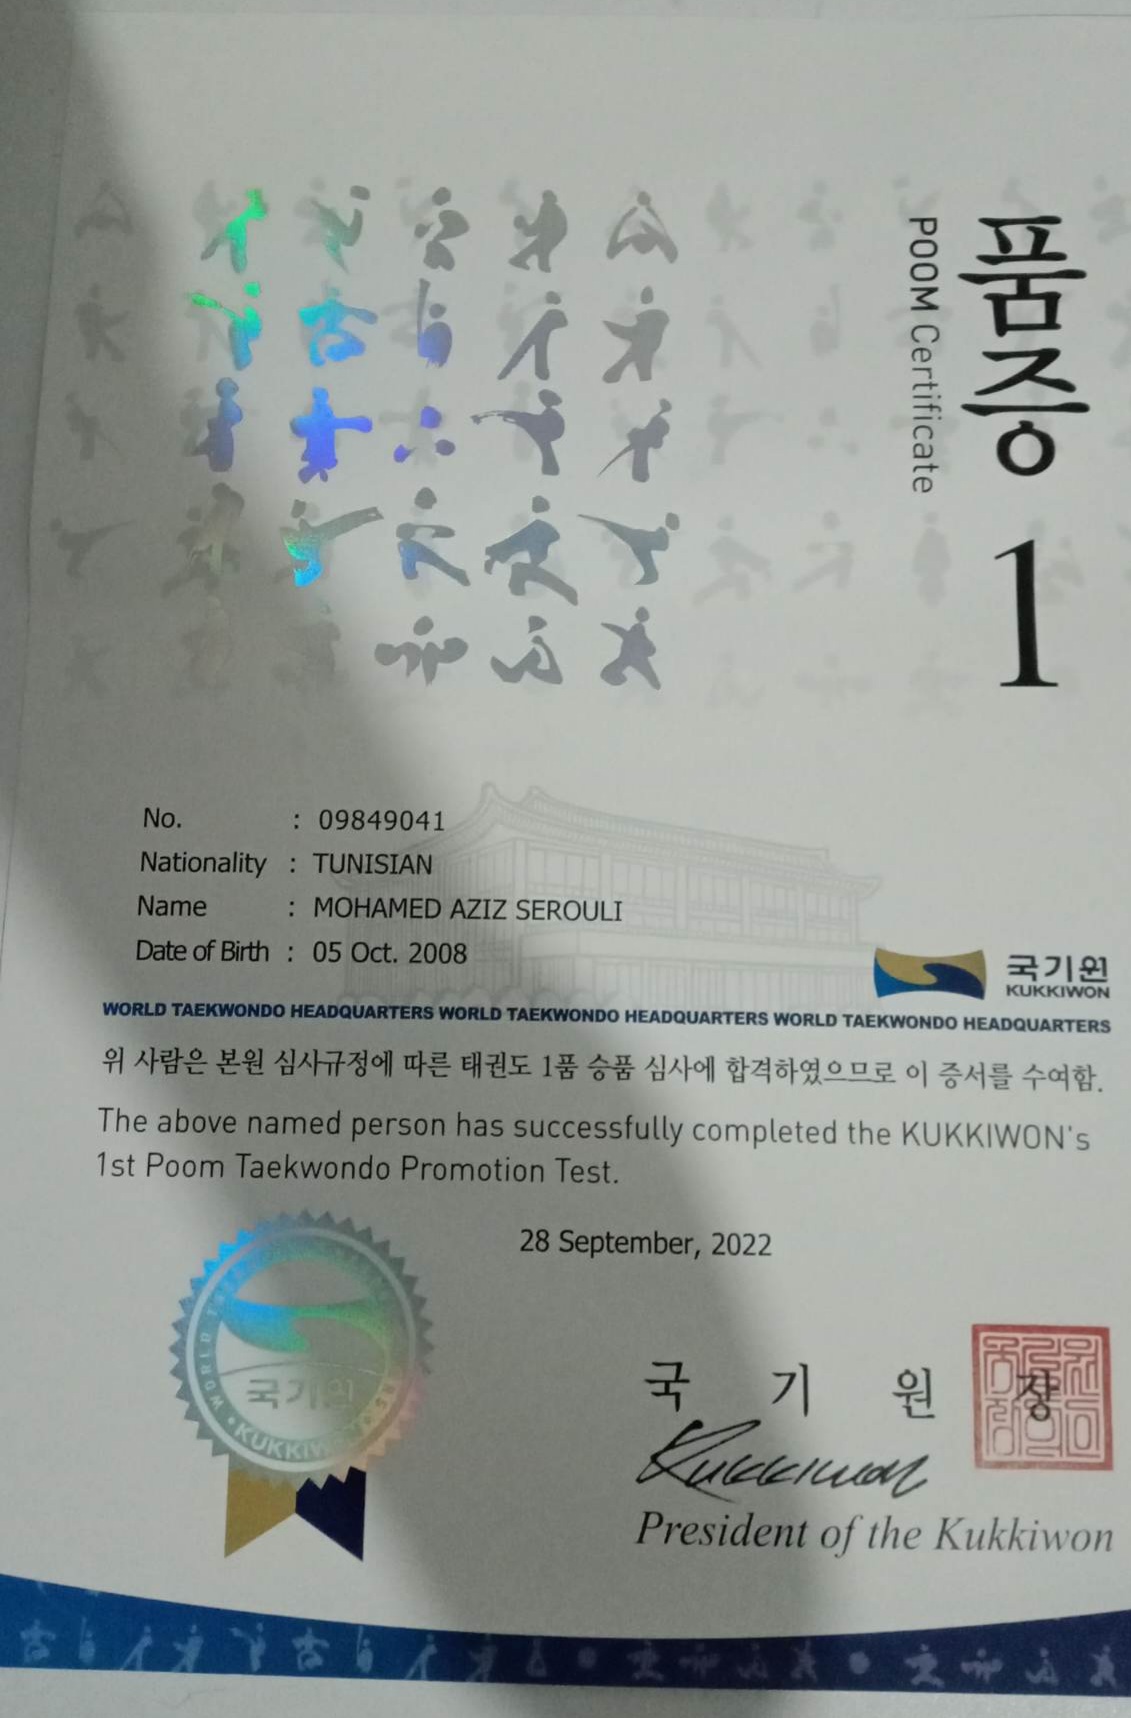 품증 1
POOM Certificate
No. : 09849041
Nationality : TUNISIAN
Name : MOHAMED AZIZ SEROULI
Date of Birth : 05 Oct. 2008
국기원
KUKKIWON
WORLD TAEKWONDO HEADQUARTERS WORLD TAEKWONDO HEADQUARTERS WORLD TAEKWONDO HEADQUARTERS
위 사람은 본원 심사규정에 따른 태권도 1품 승품 심사에 합격하였으므로 이 증서를 수여함.
The above named person has successfully completed the KUKKIWON's
1st Poom Taekwondo Promotion Test.
28 September, 2022
국기원
KUKKIWON
국 기 원 장
Kukkiwon
President of the Kukkiwon